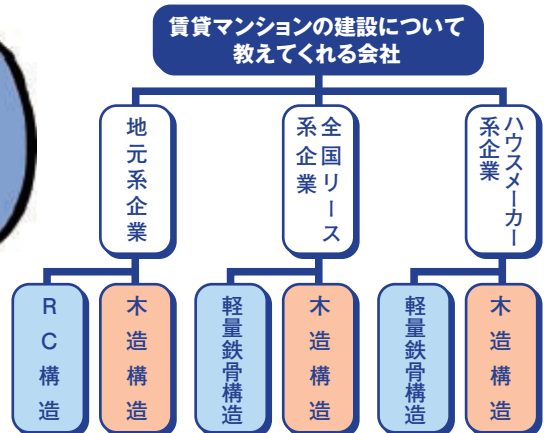 賃貸マンションの建設について
教えてくれる会社
地元系企業
全国リース
系企業
ハウスメーカー
系企業
RC構造
木造構造
軽量鉄骨構造
木造構造
軽量鉄骨構造
木造構造